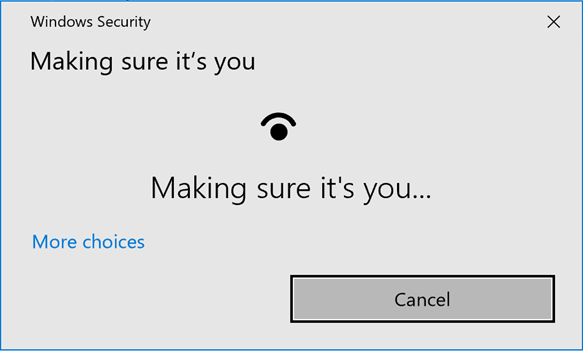 Windows Security
Making sure it’s you
Making sure it's you...
More choices
Cancel